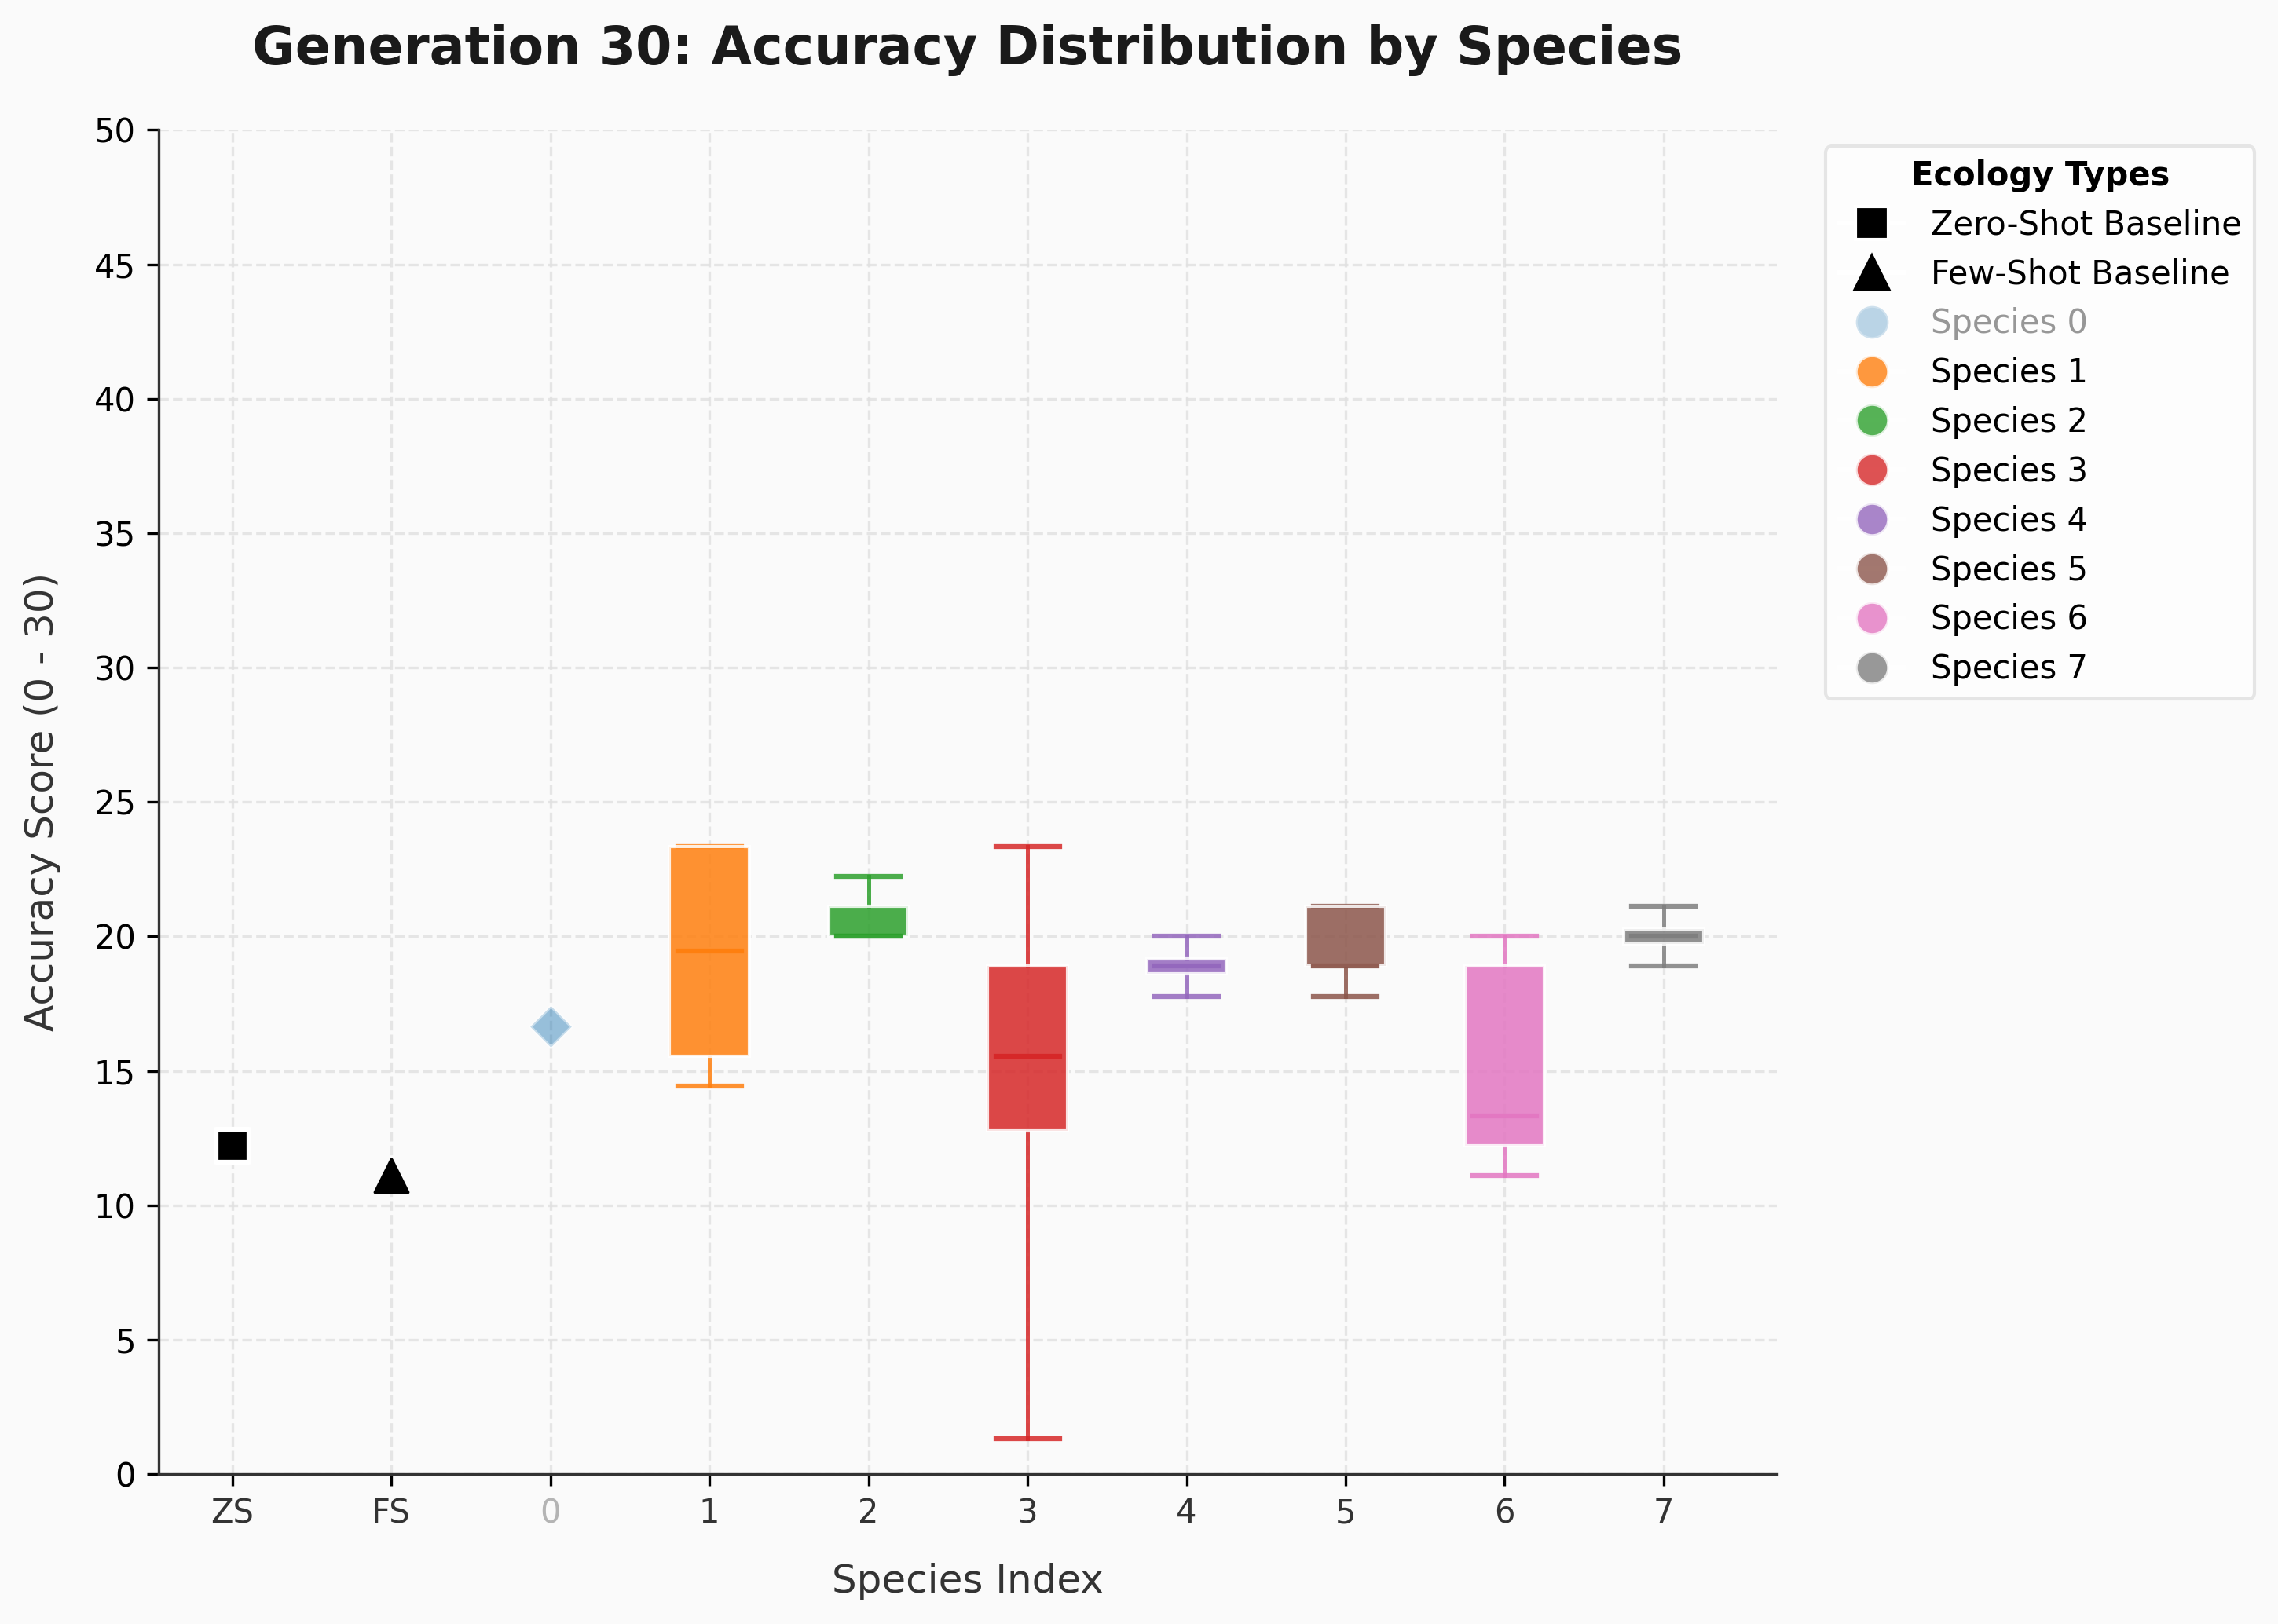 Generation 30: Accuracy Distribution by Species
50
45
40
35
30
25
20
15
10
5
0
Accuracy Score (0 - 30)
ZS FS 0 1 2 3 4 5 6 7
Species Index
Ecology Types
Zero-Shot Baseline
Few-Shot Baseline
Species 0
Species 1
Species 2
Species 3
Species 4
Species 5
Species 6
Species 7